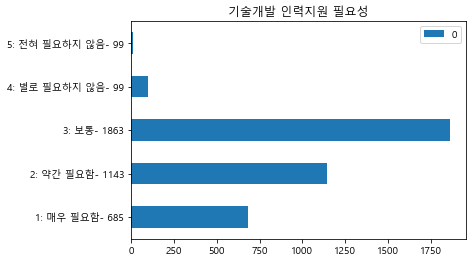 기술개발 인력지원 필요성
0
5: 전혀 필요하지 않음- 99
4: 별로 필요하지 않음- 99
3: 보통- 1863
2: 약간 필요함- 1143
1: 매우 필요함- 685
0 250 500 750 1000 1250 1500 1750